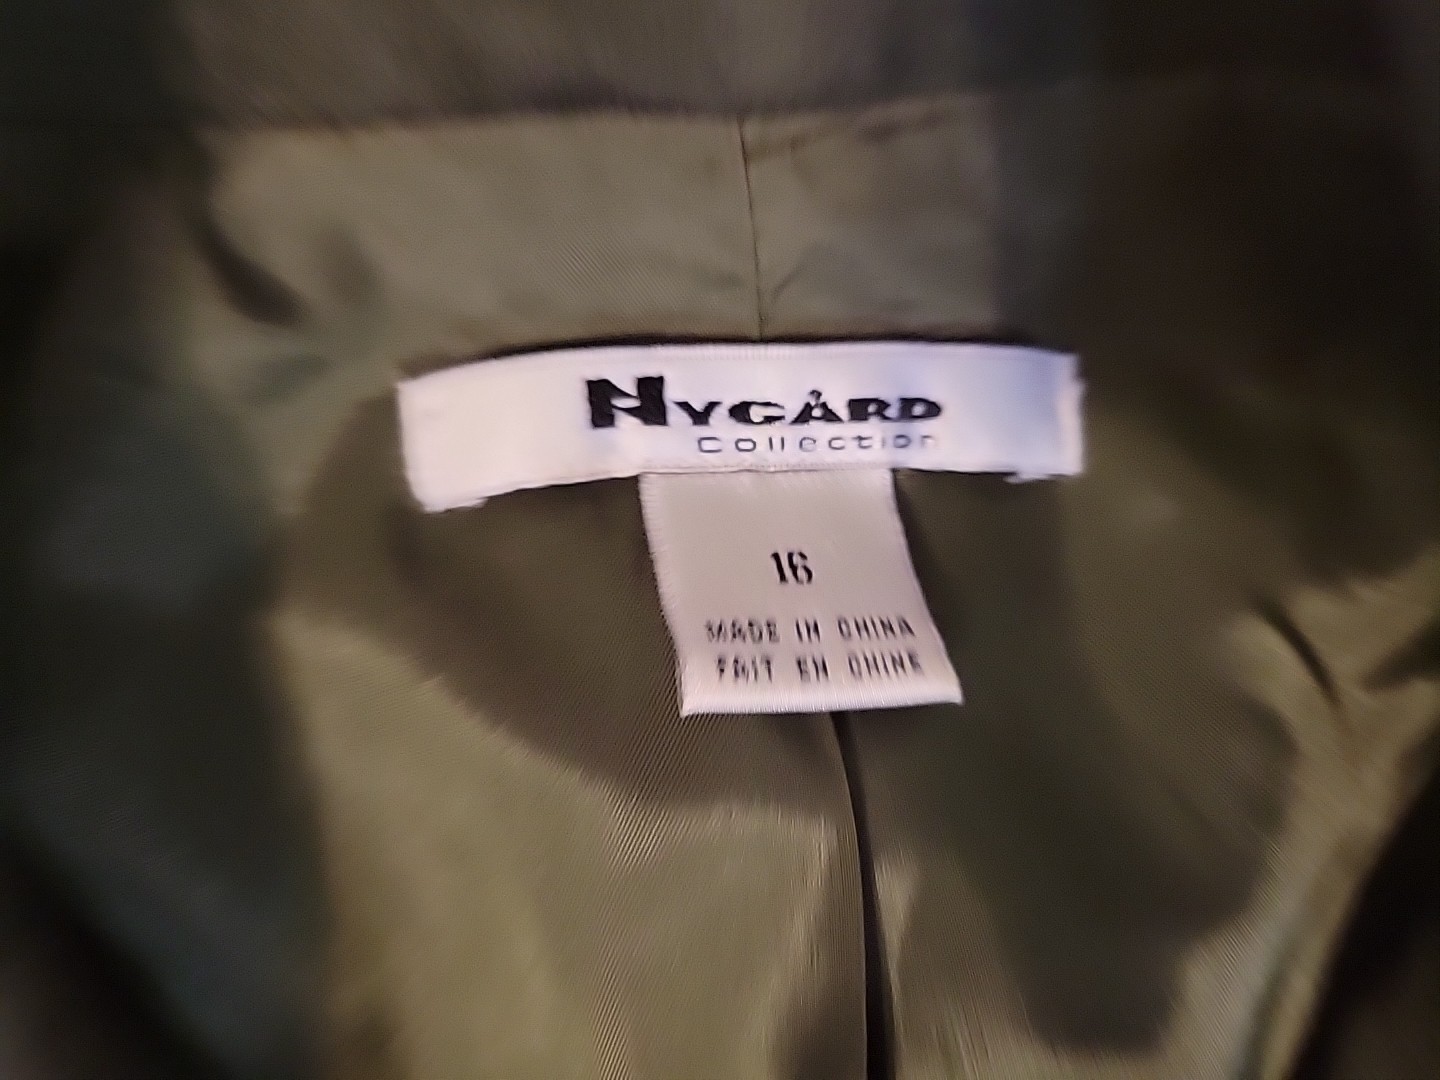 NYGÅRD
Collection
16
MADE IN CHINA
FAIT EN CHINE